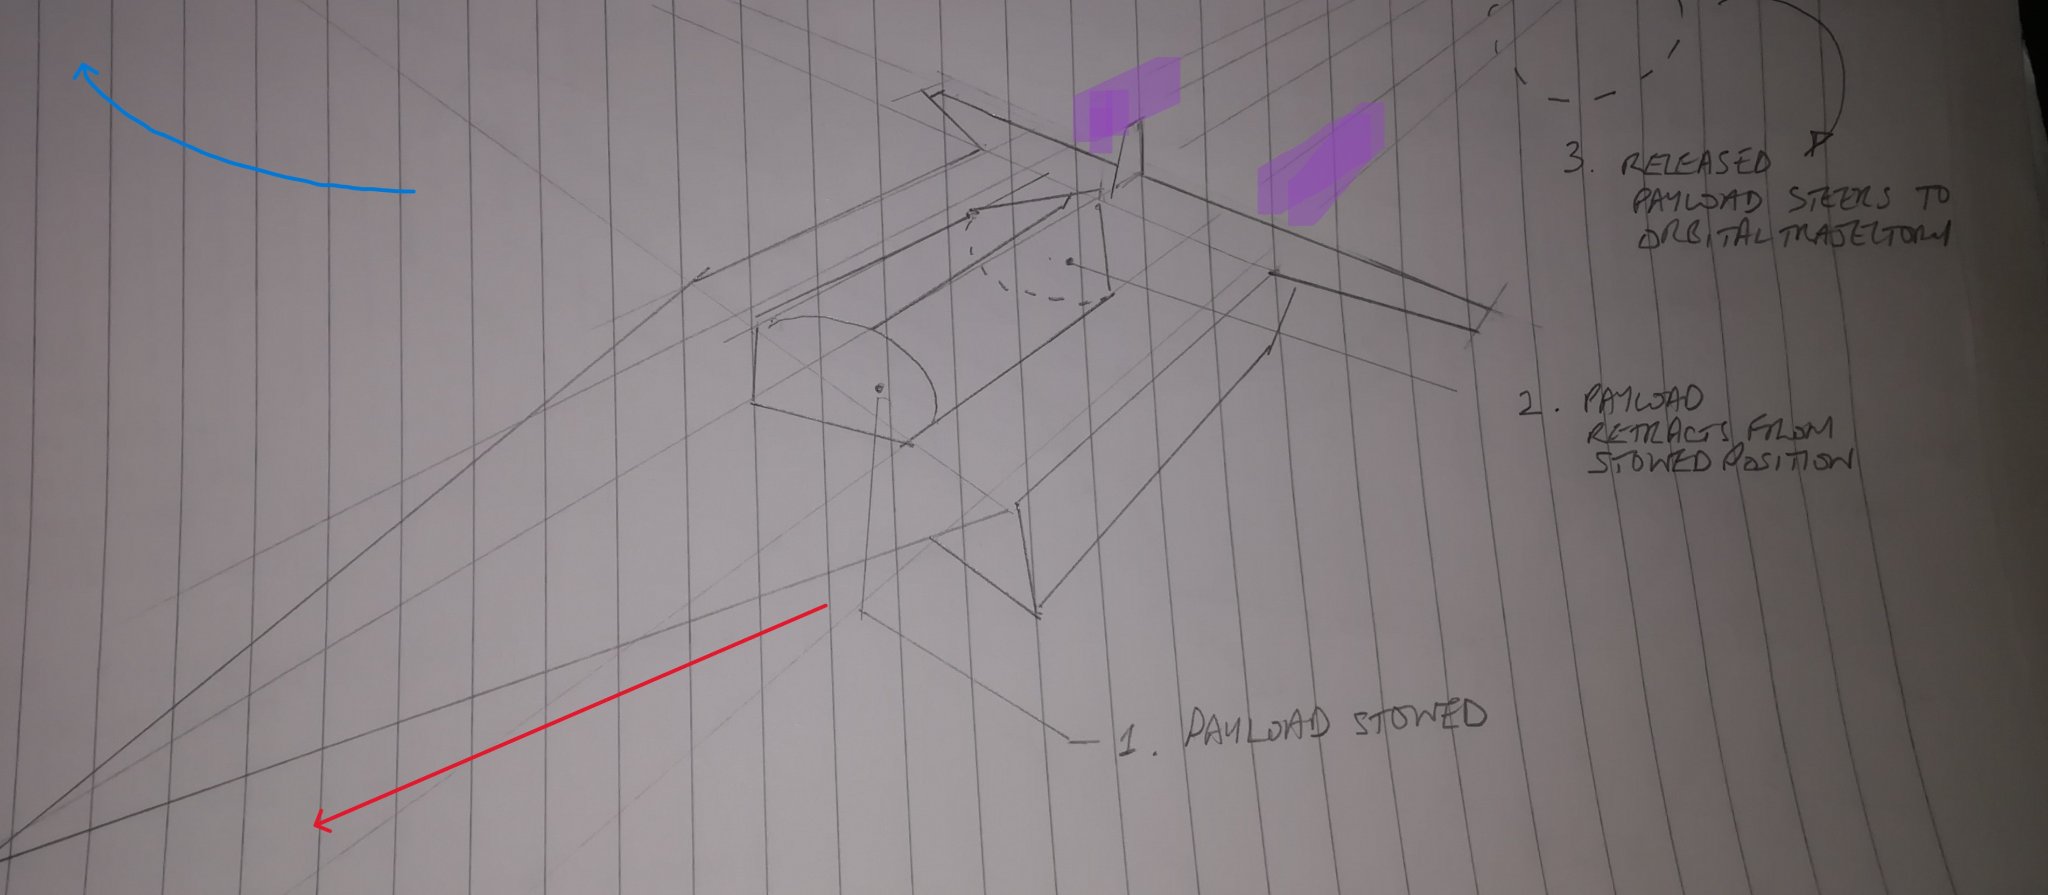 3. RELEASED
PAYLOAD STEERS TO
ORBITAL TRAJECTORY
2. PAYLOAD
RETRACTS FROM
STOWED POSITION
1. PAYLOAD STOWED